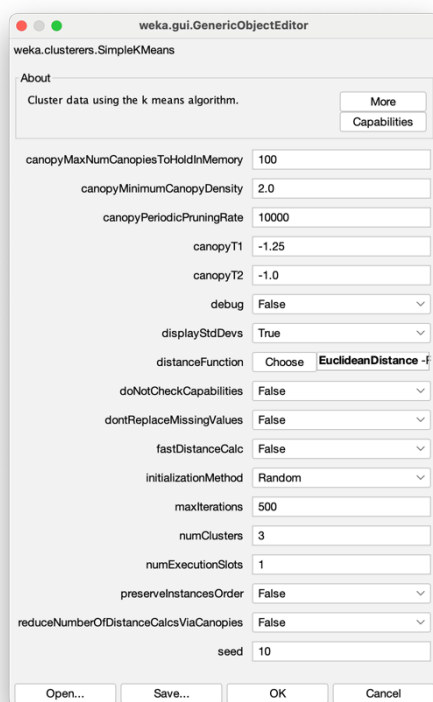 weka.gui.GenericObjectEditor
weka.clusterers.SimpleKMeans
About
Cluster data using the k means algorithm.
More
Capabilities
canopyMaxNumCanopiesToHoldInMemory 100
canopyMinimumCanopyDensity 2.0
canopyPeriodicPruningRate 10000
canopyT1 -1.25
canopyT2 -1.0
debug False
displayStdDevs True
distanceFunction Choose EuclideanDistance -R
doNotCheckCapabilities False
dontReplaceMissingValues False
fastDistanceCalc False
initializationMethod Random
maxIterations 500
numClusters 3
numExecutionSlots 1
preserveInstancesOrder False
reduceNumberOfDistanceCalcsViaCanopies False
seed 10
Open... Save... OK Cancel